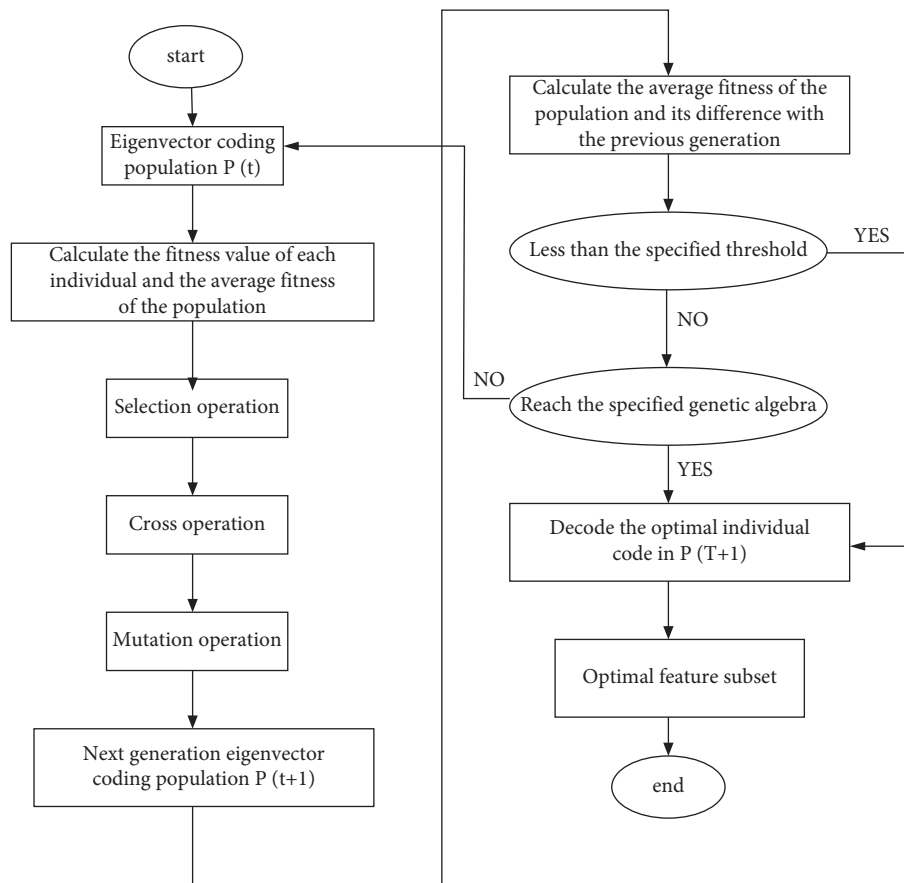 start
Eigenvector coding
population P (t)
Calculate the fitness value of each
individual and the average fitness
of the population
Selection operation
Cross operation
Mutation operation
Next generation eigenvector
coding population P (t+1)
Calculate the average fitness of the
population and its difference with
the previous generation
Less than the specified threshold
YES
NO
Reach the specified genetic algebra
NO
YES
Decode the optimal individual
code in P (T+1)
Optimal feature subset
end